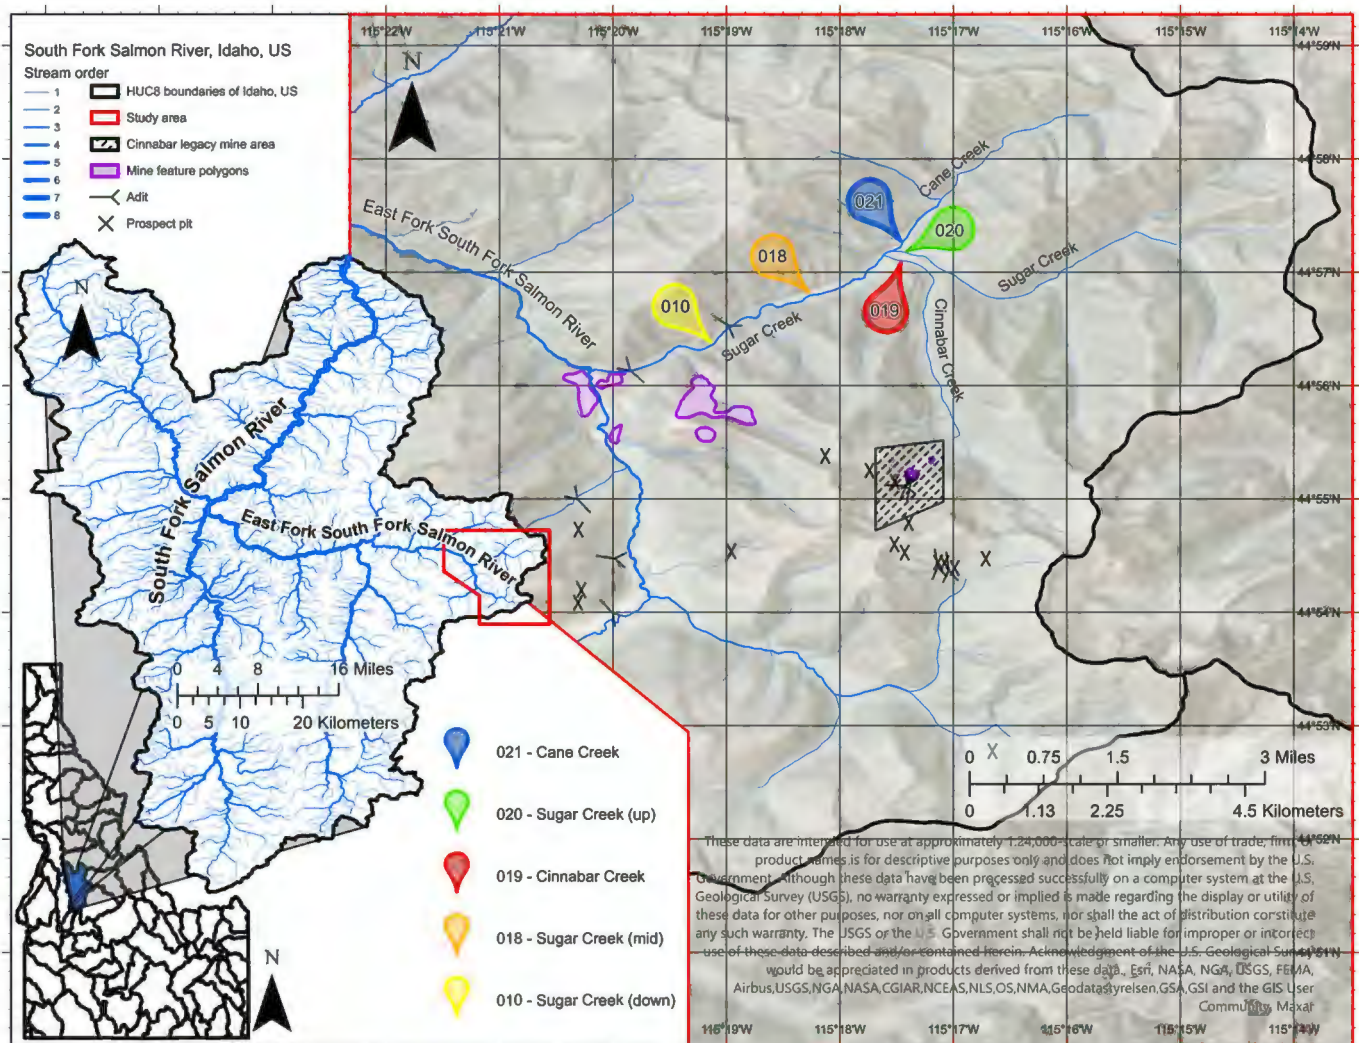 South Fork Salmon River, Idaho, US
Stream order
1
2
3
4
5
6
7
8
HUC8 boundaries of Idaho, US
Study area
Cinnabar legacy mine area
Mine feature polygons
Adit
Prospect pit
N
115°22'W 115°21'W 115°20'W 115°19'W 115°18'W 115°17'W 115°16'W 115°15'W 115°14'W
44°59'N
44°58'N
44°57'N
44°56'N
44°55'N
44°54'N
44°53'N
44°52'N
44°51'N
Cane Creek
021
020
018
Sugar Creek
010
019
Sugar Creek
Cinnabar Creek
East Fork South Fork Salmon River
N
South Fork Salmon River
East Fork South Fork Salmon River
0 4 8 16 Miles
0 5 10 20 Kilometers
021 - Cane Creek
020 - Sugar Creek (up)
019 - Cinnabar Creek
018 - Sugar Creek (mid)
010 - Sugar Creek (down)
N
0 0.75 1.5 3 Miles
0 1.13 2.25 4.5 Kilometers
These data are intended for use at approximately 1:24,000-scale or smaller. Any use of trade, firm, or
product names is for descriptive purposes only and does not imply endorsement by the U.S.
Government. Although these data have been processed successfully on a computer system at the U.S.
Geological Survey (USGS), no warranty expressed or implied is made regarding the display or utility of
these data for other purposes, nor on all computer systems, nor shall the act of distribution constitute
any such warranty. The USGS or the U.S. Government shall not be held liable for improper or incorrect
use of these data described and/or contained herein. Acknowledgment of the U.S. Geological Survey
would be appreciated in products derived from these data., Esri, NASA, NGA, USGS, FEMA,
Airbus,USGS,NGA,NASA,CGIAR,NCEAS,NLS,OS,NMA,Geodatastyrelsen,GSA,GSI and the GIS User
Community, Maxar
115°19'W 115°18'W 115°17'W 115°16'W 115°15'W 115°14'W